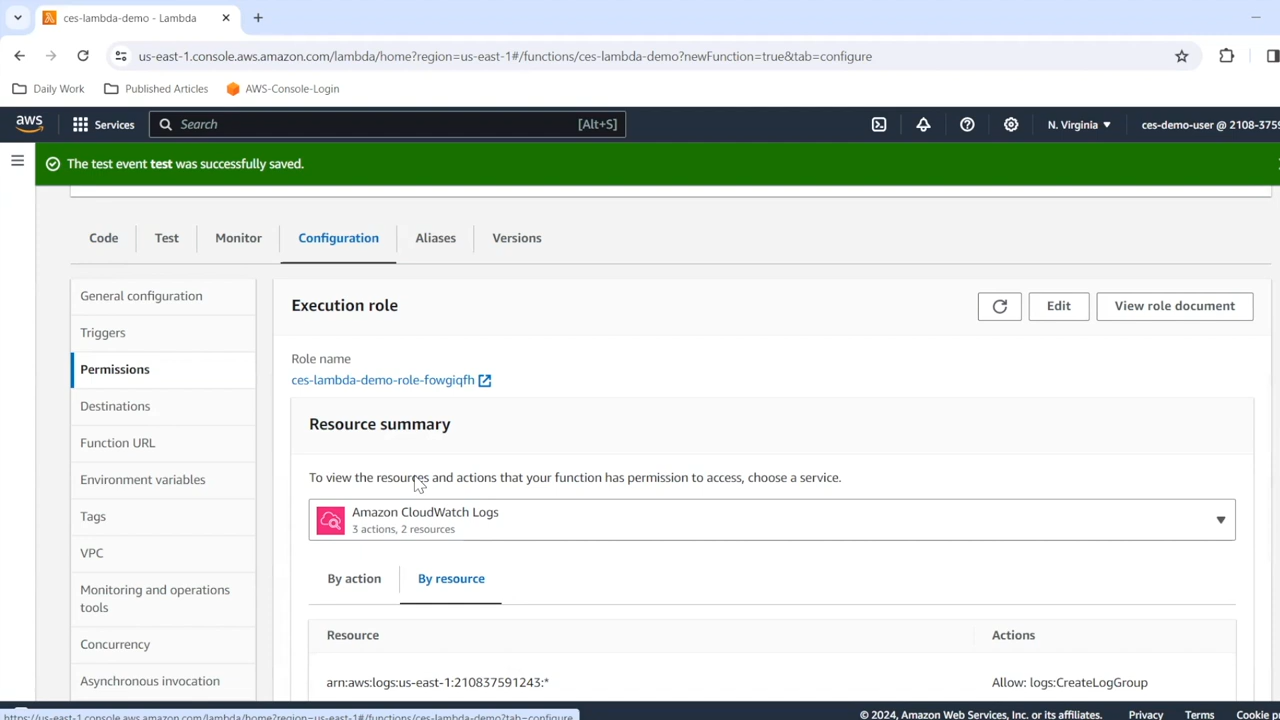 ces-lambda-demo - Lambda
us-east-1.console.aws.amazon.com/lambda/home?region=us-east-1#/functions/ces-lambda-demo?newFunction=true&tab=configure
Daily Work
Published Articles
AWS-Console-Login
aws
Services
Search
[Alt+S]
N. Virginia
ces-demo-user @ 2108-3759
The test event test was successfully saved.
Code
Test
Monitor
Configuration
Aliases
Versions
General configuration
Triggers
Permissions
Destinations
Function URL
Environment variables
Tags
VPC
Monitoring and operations
tools
Concurrency
Asynchronous invocation
Execution role
Edit
View role document
Role name
ces-lambda-demo-role-fowgiqfh
Resource summary
To view the resources and actions that your function has permission to access, choose a service.
Amazon CloudWatch Logs
3 actions, 2 resources
By action
By resource
Resource
Actions
arn:aws:logs:us-east-1:210837591243:*
Allow: logs:CreateLogGroup
https://us-east-1.console.aws.amazon.com/lambda/home?region=us-east-1#/functions/ces-lambda-demo?tab=configure
© 2024, Amazon Web Services, Inc. or its affiliates.
Privacy
Terms
Cookie p